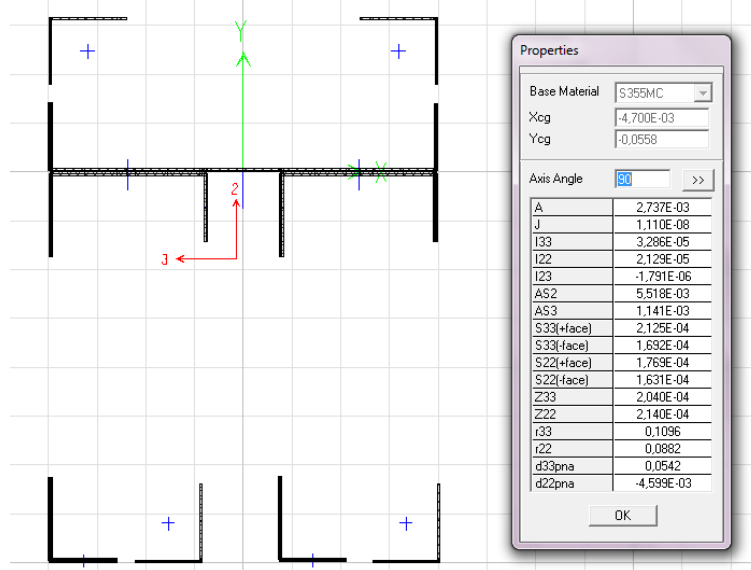 Y
X
2
3
Properties
Base Material S355MC
Xcg -4,700E-03
Ycg -0,0558
Axis Angle 90 >>
A 2,737E-03
J 1,110E-08
I33 3,286E-05
I22 2,129E-05
I23 -1,791E-06
AS2 5,518E-03
AS3 1,141E-03
S33(+face) 2,125E-04
S33(-face) 1,692E-04
S22(+face) 1,769E-04
S22(-face) 1,631E-04
Z33 2,040E-04
Z22 2,140E-04
r33 0,1096
r22 0,0882
d33pna 0,0542
d22pna -4,599E-03
OK